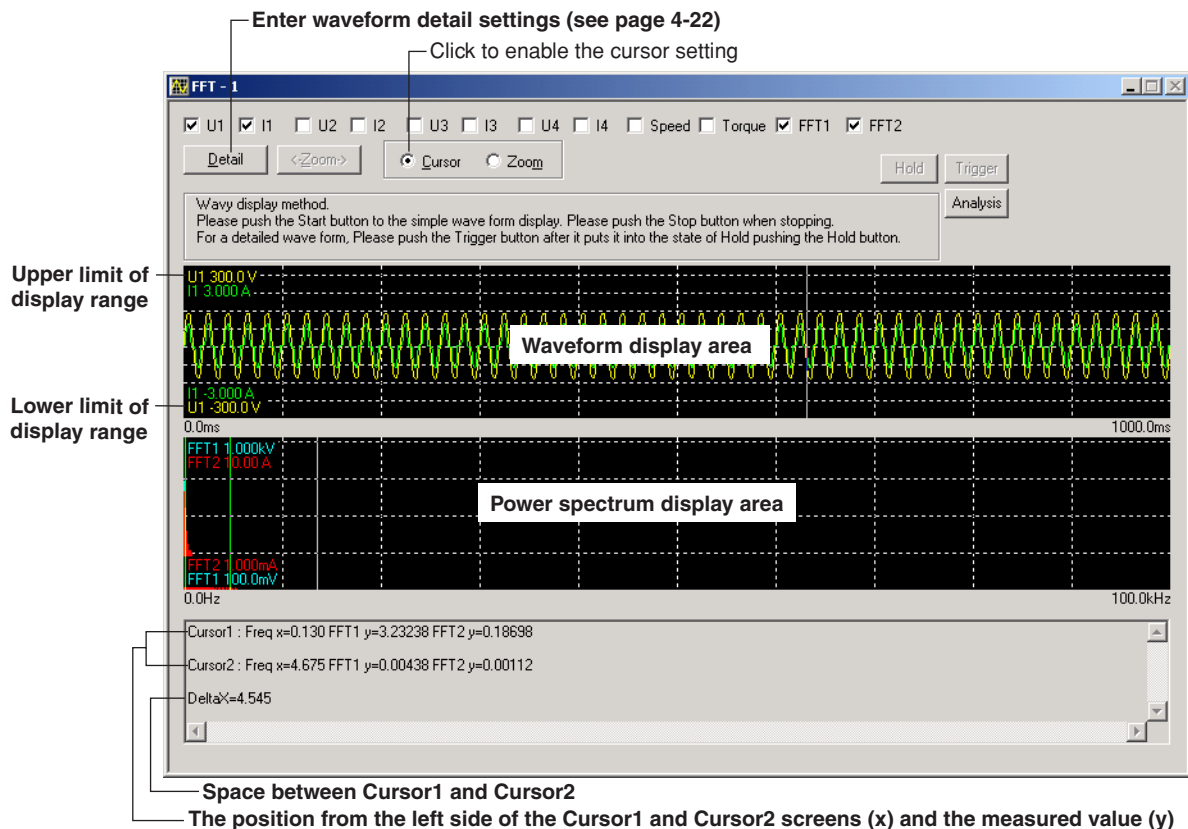 Enter waveform detail settings (see page 4-22)
Click to enable the cursor setting
FFT - 1
U1 I1 U2 I2 U3 I3 U4 I4 Speed Torque FFT1 FFT2
Detail <-Zoom-> Cursor Zoom Hold Trigger
Analysis
Wavy display method.
Please push the Start button to the simple wave form display. Please push the Stop button when stopping.
For a detailed wave form, Please push the Trigger button after it puts it into the state of Hold pushing the Hold button.
Upper limit of
display range
U1 300.0 V
I1 3.000 A
Waveform display area
I1 -3.000 A
U1 -300.0 V
Lower limit of
display range
0.0ms 1000.0ms
FFT1 1.000kV
FFT2 10.00 A
Power spectrum display area
FFT2 1.000mA
FFT1 100.0mV
0.0Hz 100.0kHz
Cursor1 : Freq x=0.130 FFT1 y=3.23238 FFT2 y=0.18698
Cursor2 : Freq x=4.675 FFT1 y=0.00438 FFT2 y=0.00112
DeltaX=4.545
Space between Cursor1 and Cursor2
The position from the left side of the Cursor1 and Cursor2 screens (x) and the measured value (y)